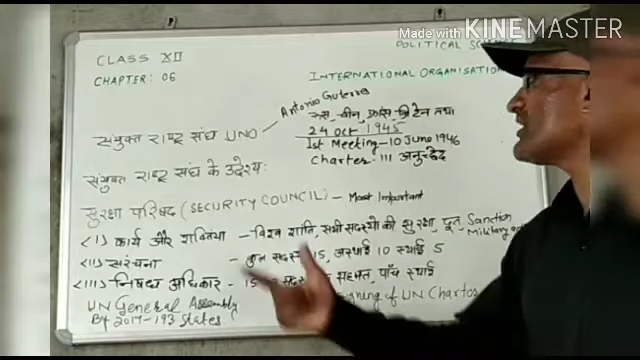 Made with KINEMASTER
CLASS XII
POLITICAL
CHAPTER: 06
INTERNATIONAL ORGANISATION
Antonio Guterres
रूस, चीन, फ्रांस, ब्रिटेन तथा
संयुक्त राष्ट्र संघ UNO
24 Oct 1945
1st Meeting - 10 June 1946
Charter - 111 अनुच्छेद
संयुक्त राष्ट्र संघ के उद्देश्य:
सुरक्षा परिषद (SECURITY COUNCIL) - Most Important
(I) कार्य और शक्तियां - विश्व शांति, सभी सदस्यों की सुरक्षा दूत Sanction
- Military
(II) संरचना - कुल सदस्य 15, अस्थाई 10 स्थाई 5
(III) निषेध अधिकार - 15 सहमत, पांच स्थाई
UN General Assembly of UN Charter
By 2017-193 States